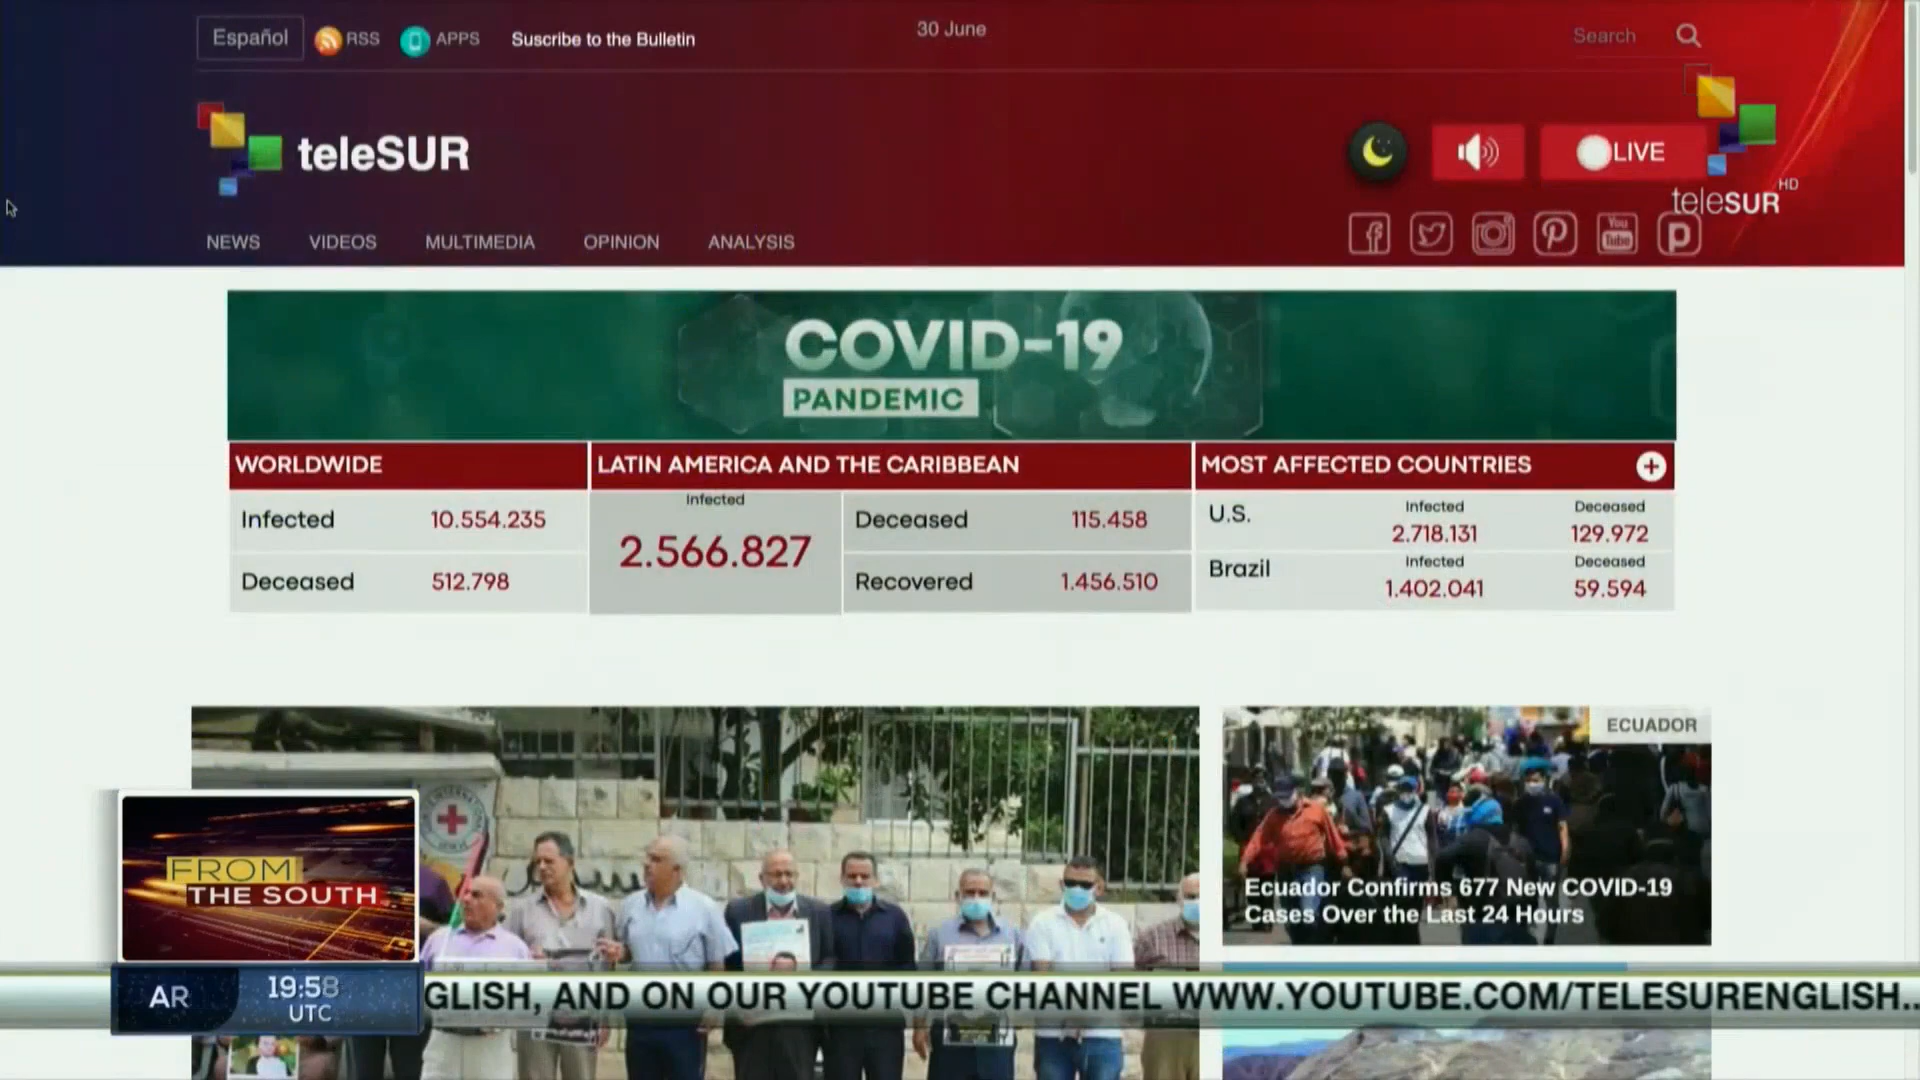 Español
RSS
APPS
Suscribe to the Bulletin
30 June
Search
teleSUR
LIVE
HD
teleSUR
NEWS
VIDEOS
MULTIMEDIA
OPINION
ANALYSIS
You
Tube
COVID-19
PANDEMIC
WORLDWIDE
Infected 10.554.235
Deceased 512.798
LATIN AMERICA AND THE CARIBBEAN
Infected
2.566.827
Deceased 115.458
Recovered 1.456.510
MOST AFFECTED COUNTRIES
U.S.
Infected
2.718.131
Deceased
129.972
Brazil
Infected
1.402.041
Deceased
59.594
ECUADOR
Ecuador Confirms 677 New COVID-19
Cases Over the Last 24 Hours
FROM
THE SOUTH
AR
19:58
UTC
GLISH, AND ON OUR YOUTUBE CHANNEL WWW.YOUTUBE.COM/TELESURENGLISH..